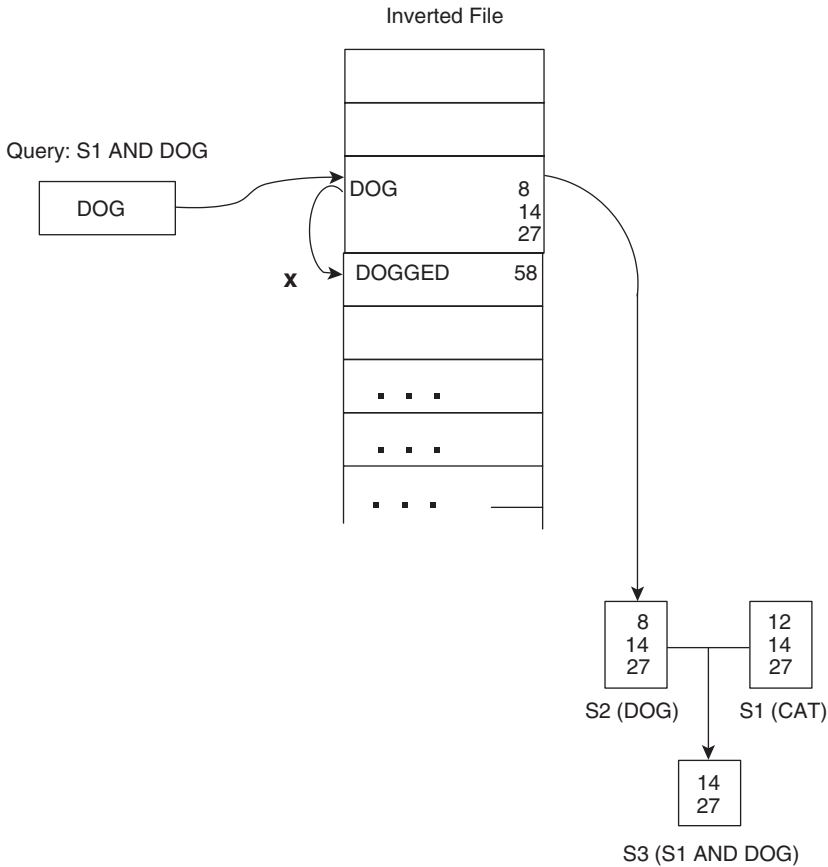 Inverted File
Query: S1 AND DOG
DOG
DOG 8
14
27
x
DOGGED 58
. . .
. . .
. . .
8
14
27
12
14
27
S2 (DOG)
S1 (CAT)
14
27
S3 (S1 AND DOG)